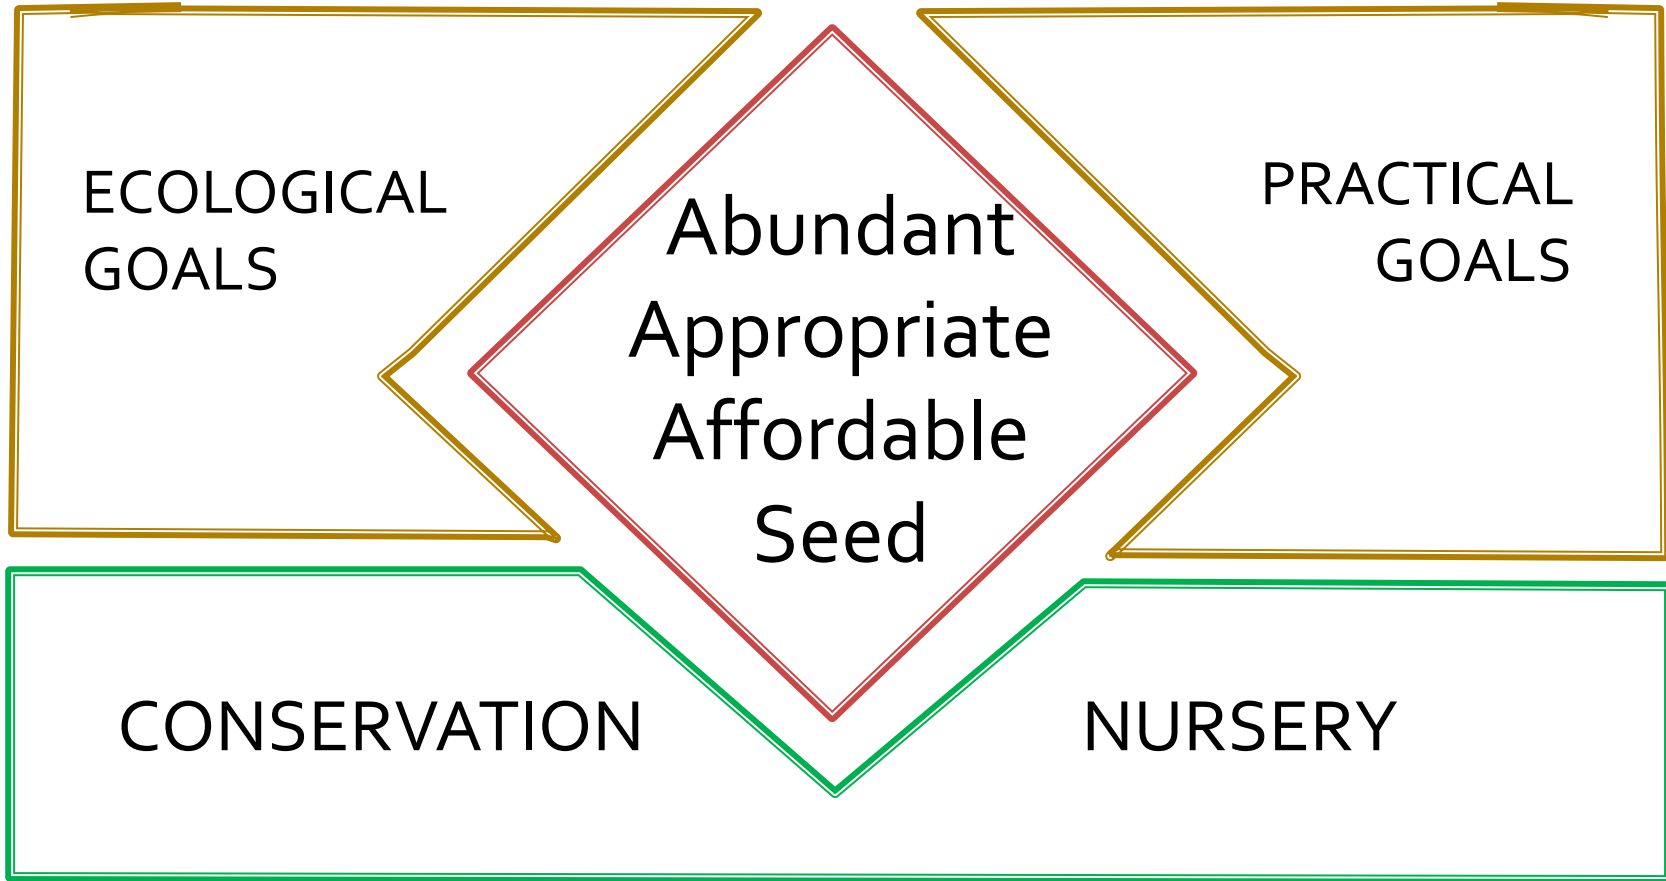 ECOLOGICAL
GOALS
Abundant
Appropriate
Affordable
Seed
PRACTICAL
GOALS
CONSERVATION
NURSERY